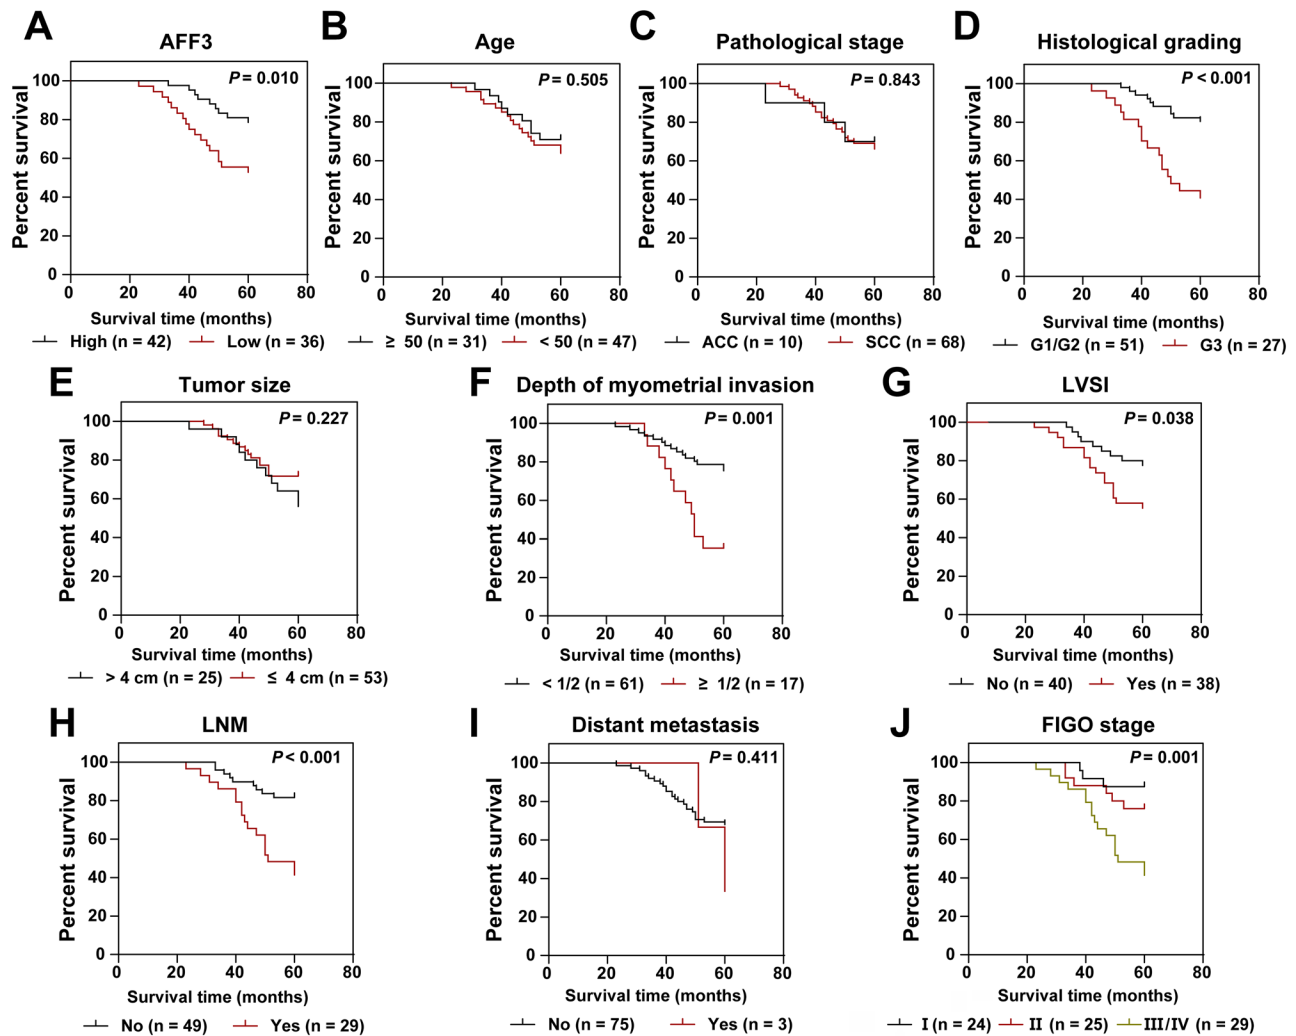 A
AFF3
P = 0.010
Percent survival
100
80
60
40
20
0
0 20 40 60 80
Survival time (months)
High (n = 42) Low (n = 36)
B
Age
P = 0.505
Percent survival
100
80
60
40
20
0
0 20 40 60 80
Survival time (months)
≥ 50 (n = 31) < 50 (n = 47)
C
Pathological stage
P = 0.843
Percent survival
100
80
60
40
20
0
0 20 40 60 80
Survival time (months)
ACC (n = 10) SCC (n = 68)
D
Histological grading
P < 0.001
Percent survival
100
80
60
40
20
0
0 20 40 60 80
Survival time (months)
G1/G2 (n = 51) G3 (n = 27)
E
Tumor size
P = 0.227
Percent survival
100
80
60
40
20
0
0 20 40 60 80
Survival time (months)
> 4 cm (n = 25) ≤ 4 cm (n = 53)
F
Depth of myometrial invasion
P = 0.001
Percent survival
100
80
60
40
20
0
0 20 40 60 80
Survival time (months)
< 1/2 (n = 61) ≥ 1/2 (n = 17)
G
LVSI
P = 0.038
Percent survival
100
80
60
40
20
0
0 20 40 60 80
Survival time (months)
No (n = 40) Yes (n = 38)
H
LNM
P < 0.001
Percent survival
100
80
60
40
20
0
0 20 40 60 80
Survival time (months)
No (n = 49) Yes (n = 29)
I
Distant metastasis
P = 0.411
Percent survival
100
80
60
40
20
0
0 20 40 60 80
Survival time (months)
No (n = 75) Yes (n = 3)
J
FIGO stage
P = 0.001
Percent survival
100
80
60
40
20
0
0 20 40 60 80
Survival time (months)
I (n = 24) II (n = 25) III/IV (n = 29)